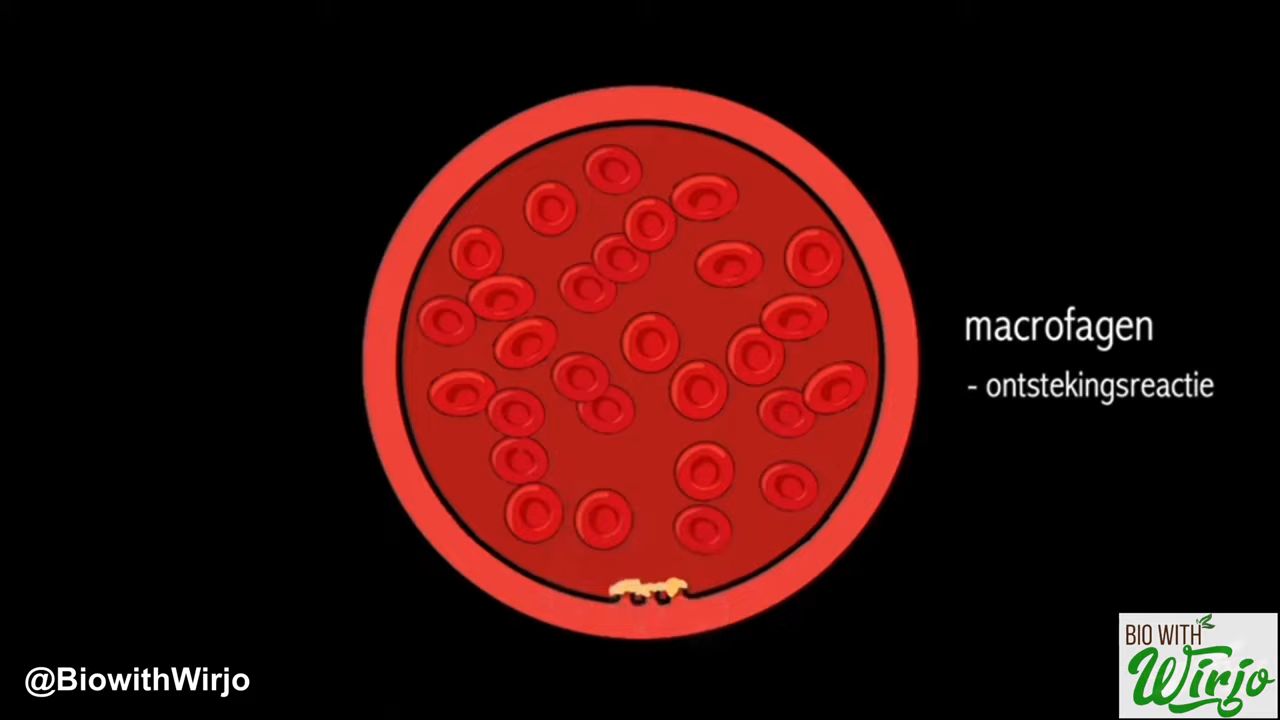 macrofagen
- ontstekingsreactie
@BiowithWirjo
BIO WITH
Wirjo